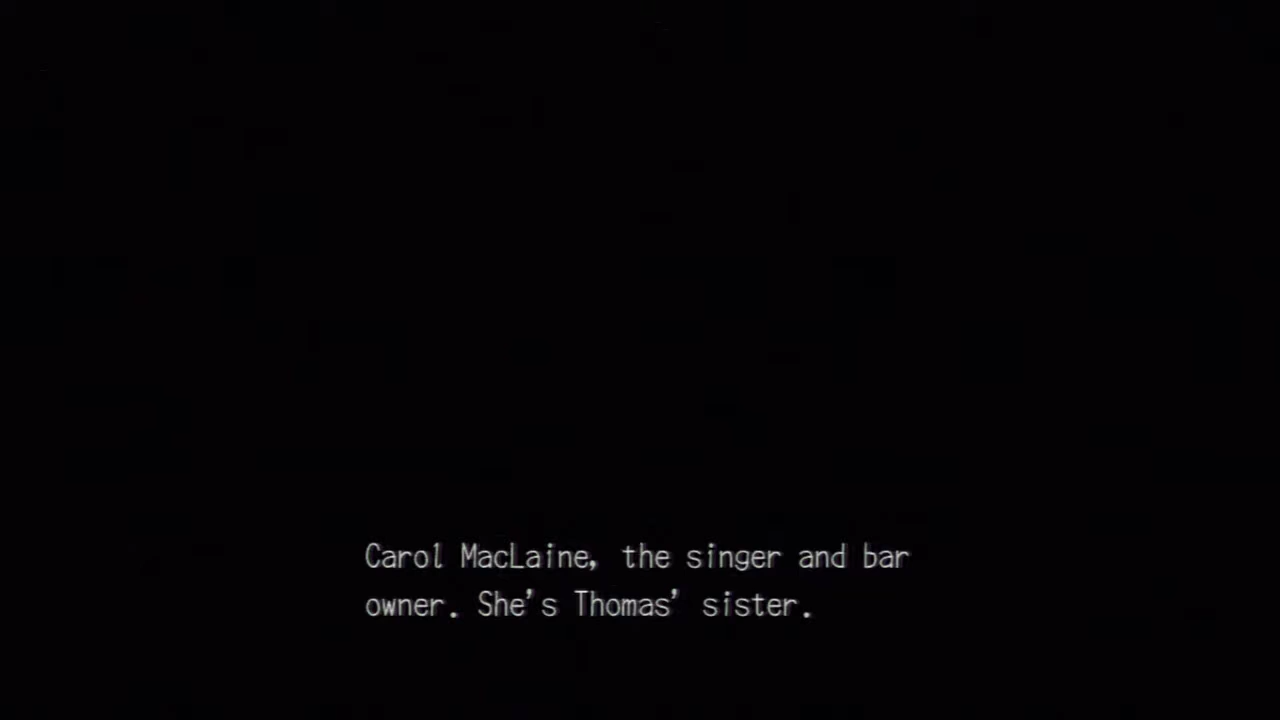 Carol MacLaine, the singer and bar
owner. She's Thomas' sister.